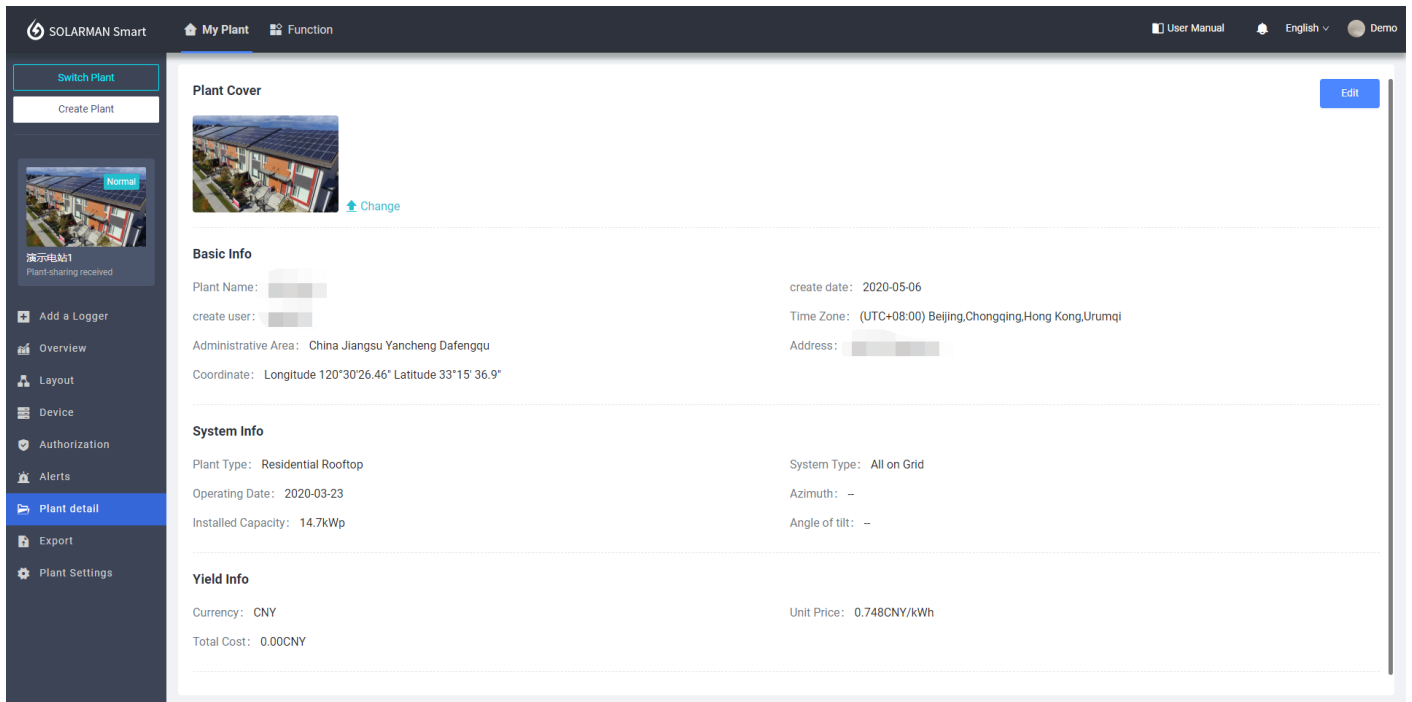 SOLARMAN Smart
My Plant
Function
User Manual
English
Demo
Switch Plant
Create Plant
Normal
演示电站1
Plant-sharing received
Add a Logger
Overview
Layout
Device
Authorization
Alerts
Plant detail
Export
Plant Settings
Plant Cover
Edit
Change
Basic Info
Plant Name：
create date： 2020-05-06
create user：
Time Zone： (UTC+08:00) Beijing,Chongqing,Hong Kong,Urumqi
Administrative Area： China Jiangsu Yancheng Dafengqu
Address：
Coordinate： Longitude 120°30'26.46" Latitude 33°15' 36.9"
System Info
Plant Type： Residential Rooftop
System Type： All on Grid
Operating Date： 2020-03-23
Azimuth： --
Installed Capacity： 14.7kWp
Angle of tilt： --
Yield Info
Currency： CNY
Unit Price： 0.748CNY/kWh
Total Cost： 0.00CNY